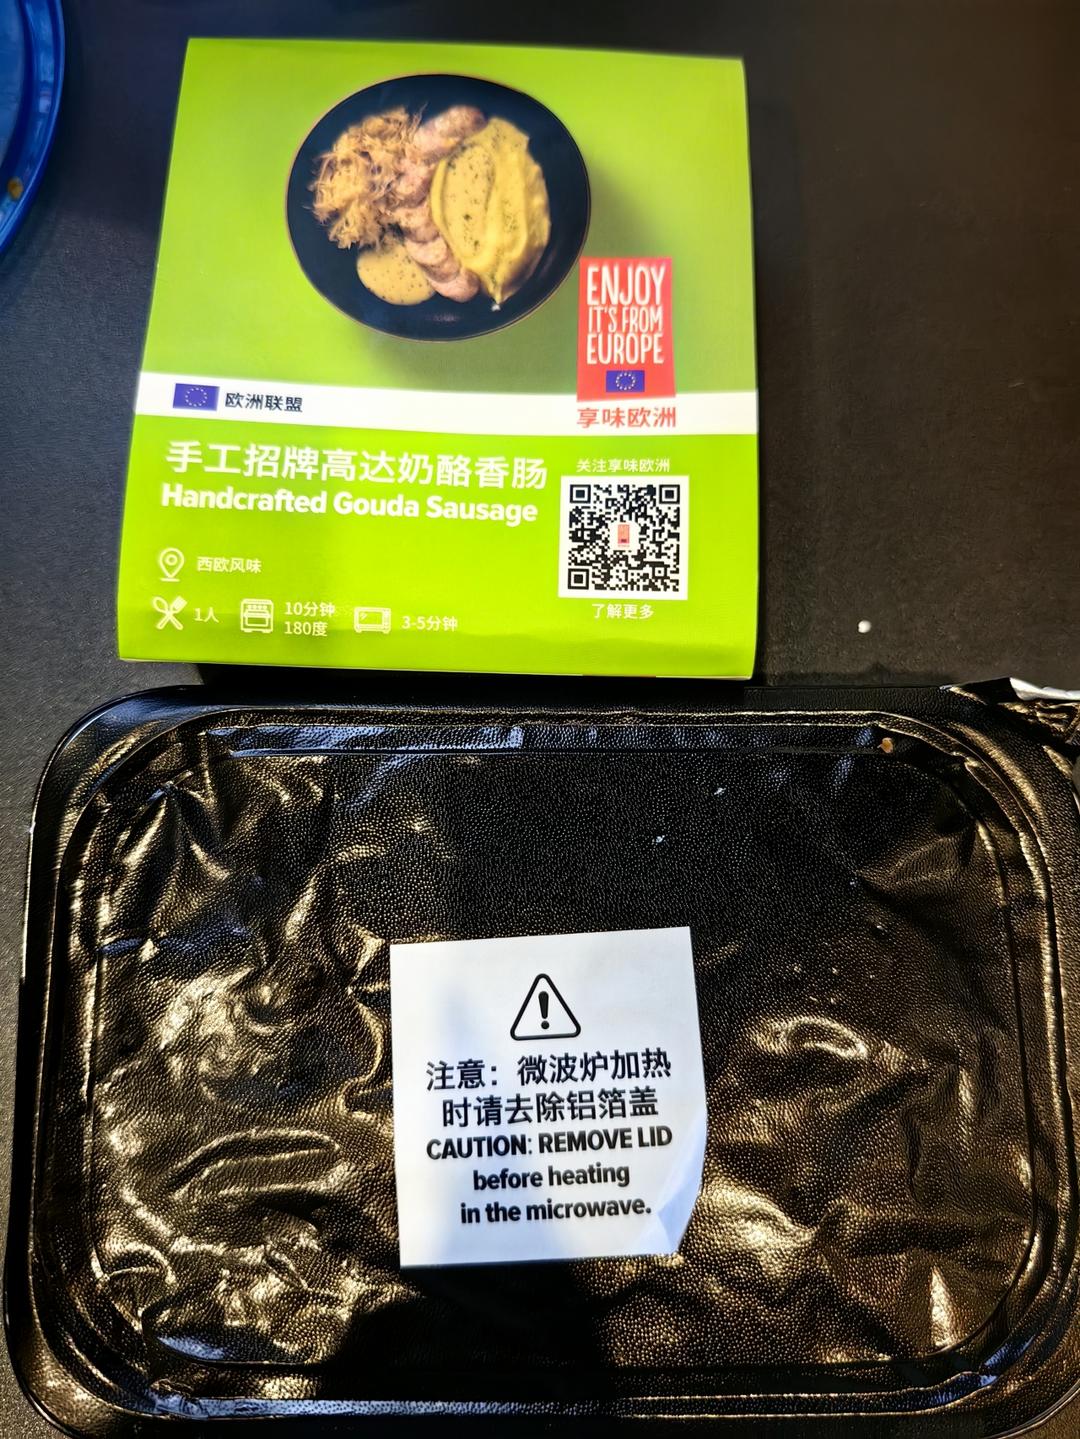 ENJOY
IT'S FROM
EUROPE
欧洲联盟
享味欧洲
手工招牌高达奶酪香肠
Handcrafted Gouda Sausage
关注享味欧洲
西欧风味
了解更多
1人
10分钟
180度
3-5分钟
注意：微波炉加热
时请去除铝箔盖
CAUTION: REMOVE LID
before heating
in the microwave.